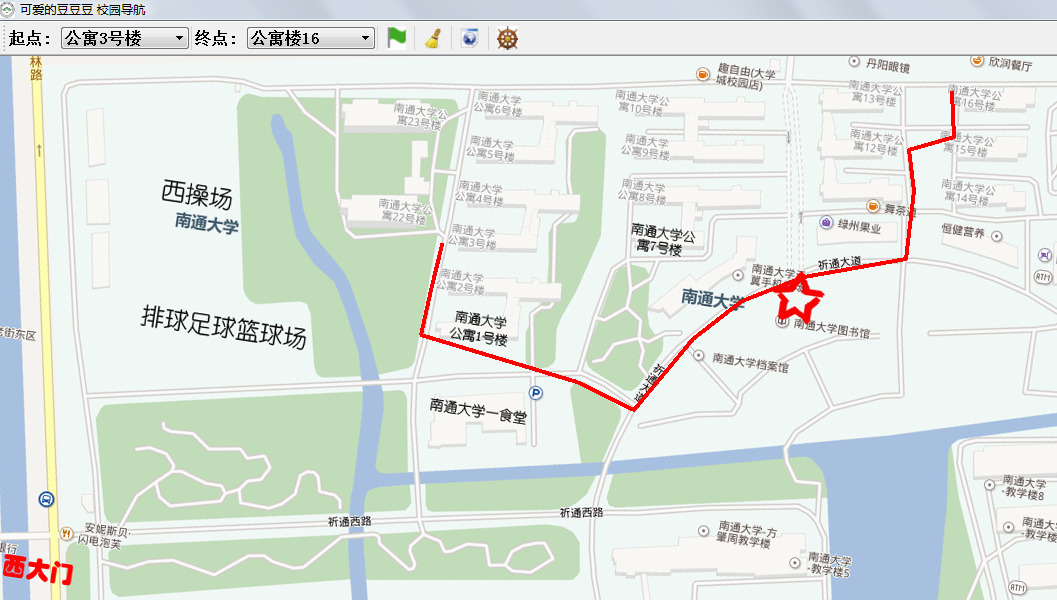 可爱的豆豆豆 校园导航
起点： 公寓3号楼 终点： 公寓楼16
林
路
趣自由(大学
城校园店)
丹阳眼镜
欣润餐厅
南通大学公
寓23号楼
南通大学
公寓6号楼
南通大学公
寓10号楼
南通大学公
寓13号楼
南通大学公
寓16号楼
南通大学
公寓5号楼
南通大学公
寓9号楼
南通大学公
寓12号楼
南通大学公
寓15号楼
西操场
南通大学
南通大学公
寓22号楼
南通大学
公寓4号楼
南通大学公
寓8号楼
南通大学公
寓14号楼
舞茶道
绿洲果业
恒健营养
南通大学
公寓3号楼
南通大学公
寓7号楼
祈通大道
ATM
南通大学
公寓2号楼
南通大学
南通大学
公寓1号楼
排球足球篮球场
老街东区
南通大学图书馆
南通大学档案馆
祈通大道
P
南通大学一食堂
南通大学
-教学楼8
祈通西路
祈通西路
安妮斯贝·
闪电泡芙
南通大学-方
肇周教学楼
南通大学
-教学楼5
银行
西大门
ATM